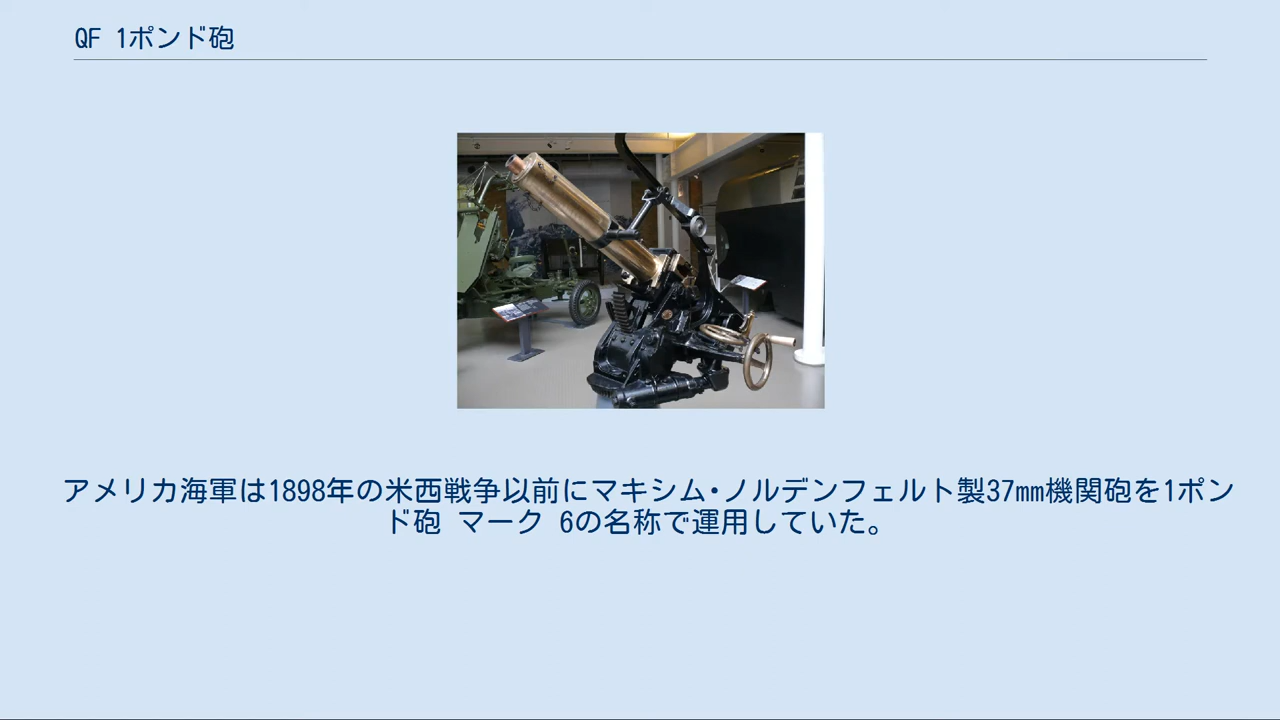 QF 1ポンド砲
アメリカ海軍は1898年の米西戦争以前にマキシム・ノルデンフェルト製37mm機関砲を1ポン
ド砲 マーク 6の名称で運用していた。